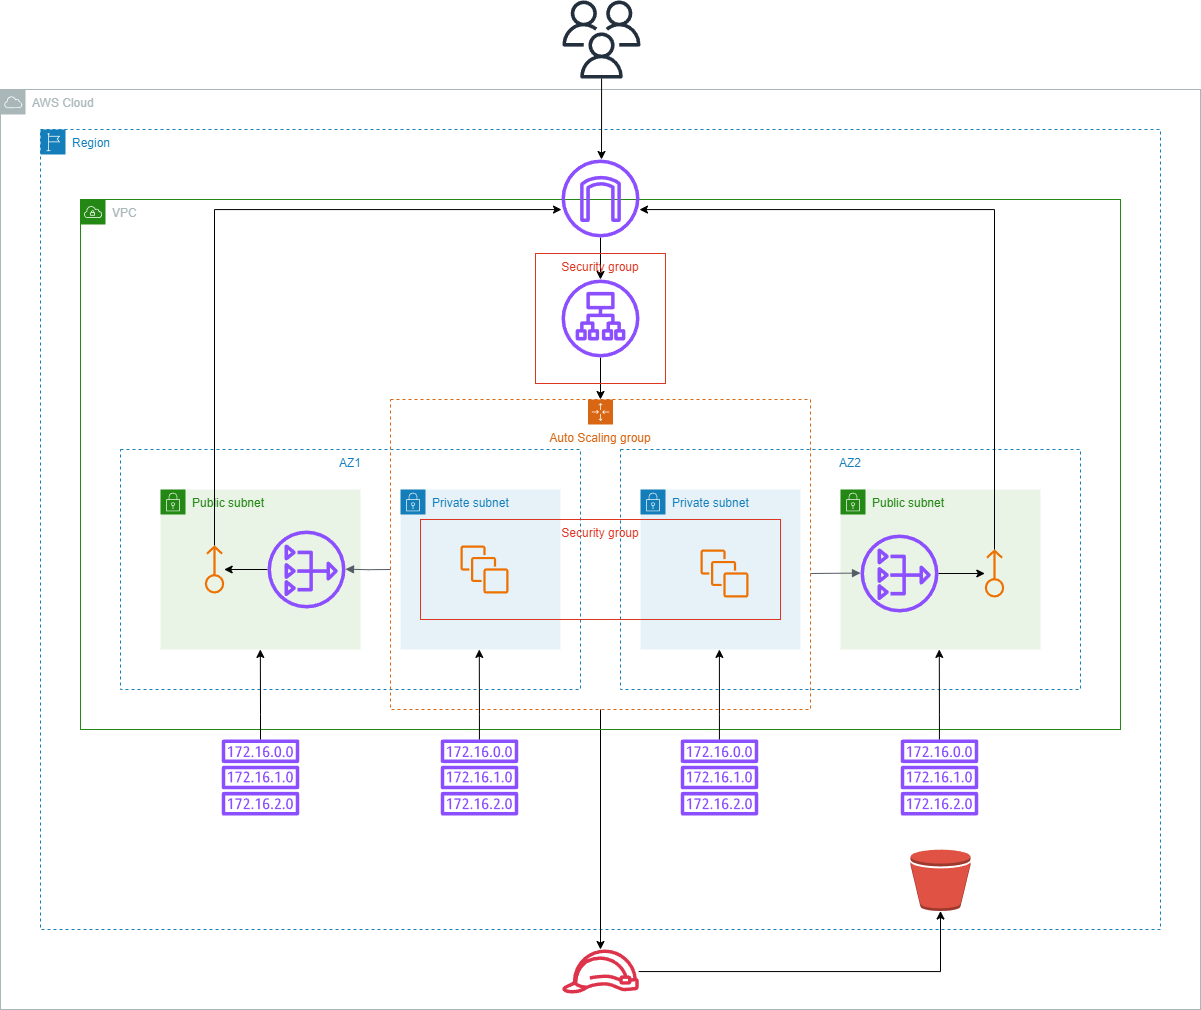 AWS Cloud
Region
VPC
Security group
Auto Scaling group
AZ1
AZ2
Public subnet
Private subnet
Private subnet
Public subnet
Security group
172.16.0.0
172.16.1.0
172.16.2.0
172.16.0.0
172.16.1.0
172.16.2.0
172.16.0.0
172.16.1.0
172.16.2.0
172.16.0.0
172.16.1.0
172.16.2.0